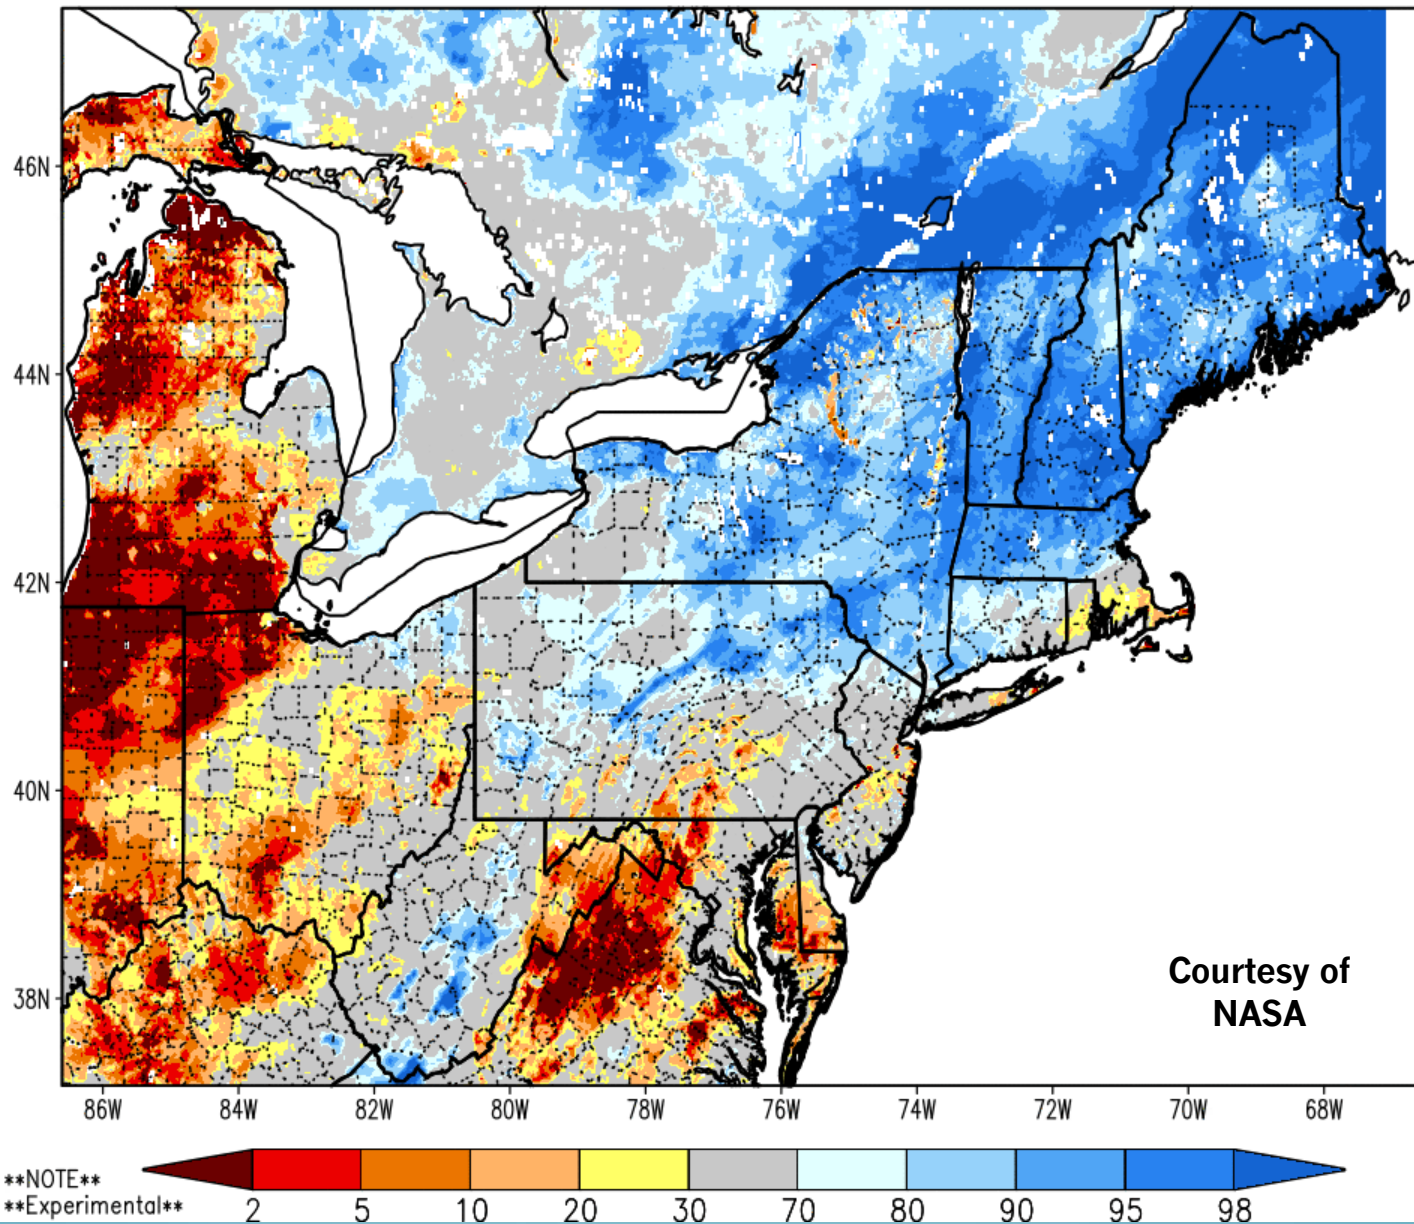 46N
44N
42N
40N
38N
Courtesy of
NASA
86W 84W 82W 80W 78W 76W 74W 72W 70W 68W
**NOTE**
**Experimental** 2 5 10 20 30 70 80 90 95 98